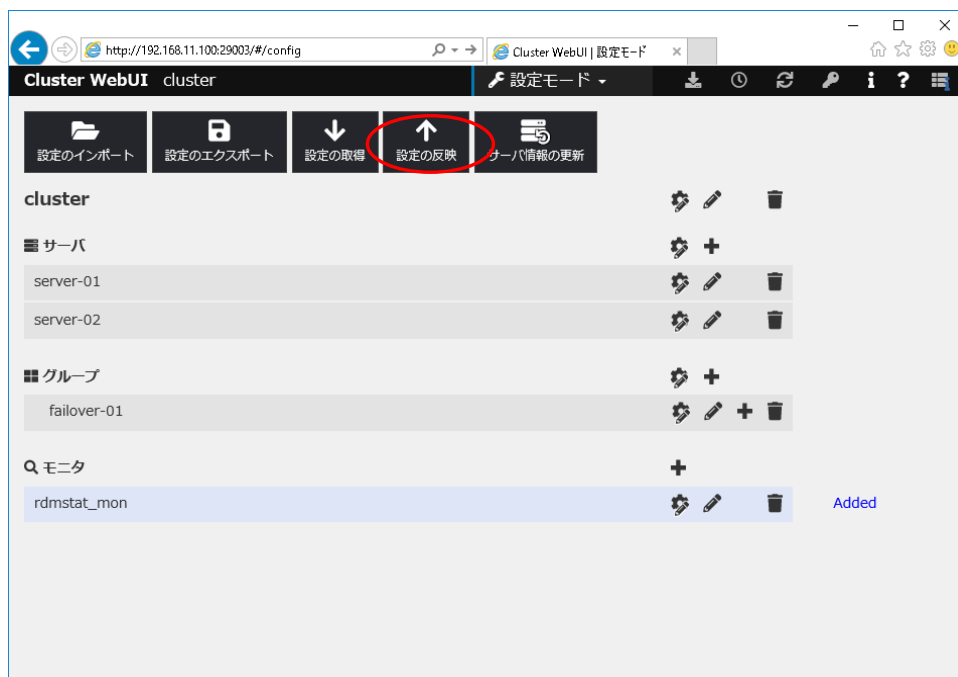 http://192.168.11.100:29003/#/config
Cluster WebUI | 設定モード
Cluster WebUI cluster 設定モード
設定のインポート 設定のエクスポート 設定の取得 設定の反映 サーバ情報の更新
cluster
サーバ
server-01
server-02
グループ
failover-01
モニタ
rdmstat_mon Added